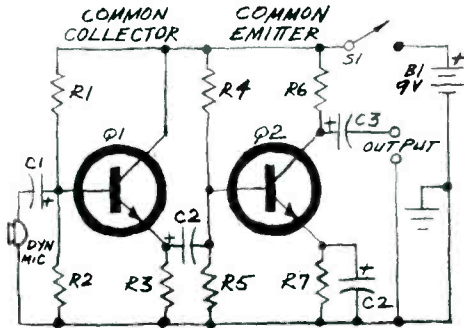 COMMON COLLECTOR
COMMON EMITTER
S1
B1
9V
+
R1
R4
R6
Q1
Q2
C3
+
OUTPUT
C1
+
C2
+
DYN
MIC
R2
R3
R5
R7
+
C2